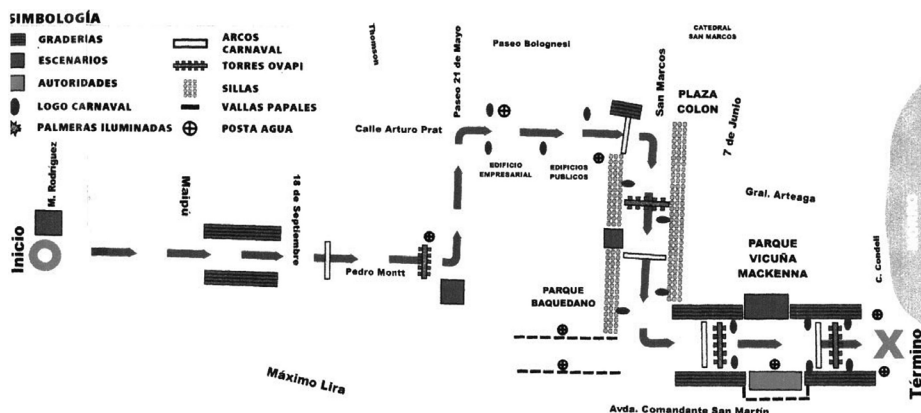 SIMBOLOGÍA
GRADERÍAS
ESCENARIOS
AUTORIDADES
LOGO CARNAVAL
PALMERAS ILUMINADAS
ARCOS
CARNAVAL
TORRES OVAPI
SILLAS
VALLAS PAPALES
POSTA AGUA
Thomson
Paseo 21 de Mayo
Paseo Bolognesi
CATEDRAL
SAN MARCOS
San Marcos
PLAZA
COLON
7 de Junio
Calle Arturo Prat
EDIFICIO
EMPRESARIAL
EDIFICIOS
PUBLICOS
Gral. Arteaga
Inicio
M. Rodríguez
Maipú
18 de Septiembre
Pedro Montt
PARQUE
BAQUEDANO
PARQUE
VICUÑA
MACKENNA
C. Condell
Término
Máximo Lira
Avda. Comandante San Martín